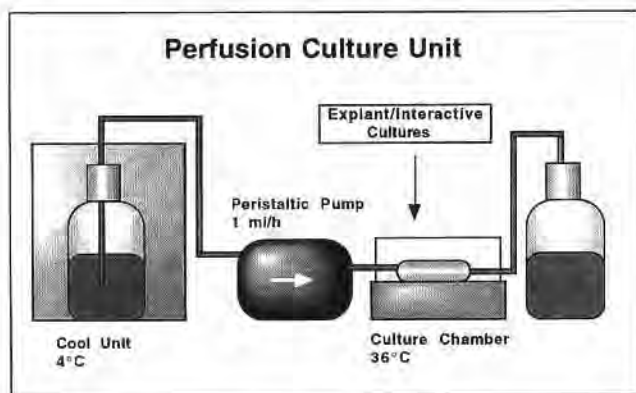 Perfusion Culture Unit
Explant/Interactive
Cultures
Peristaltic Pump
1 ml/h
Cool Unit
4°C
Culture Chamber
36°C